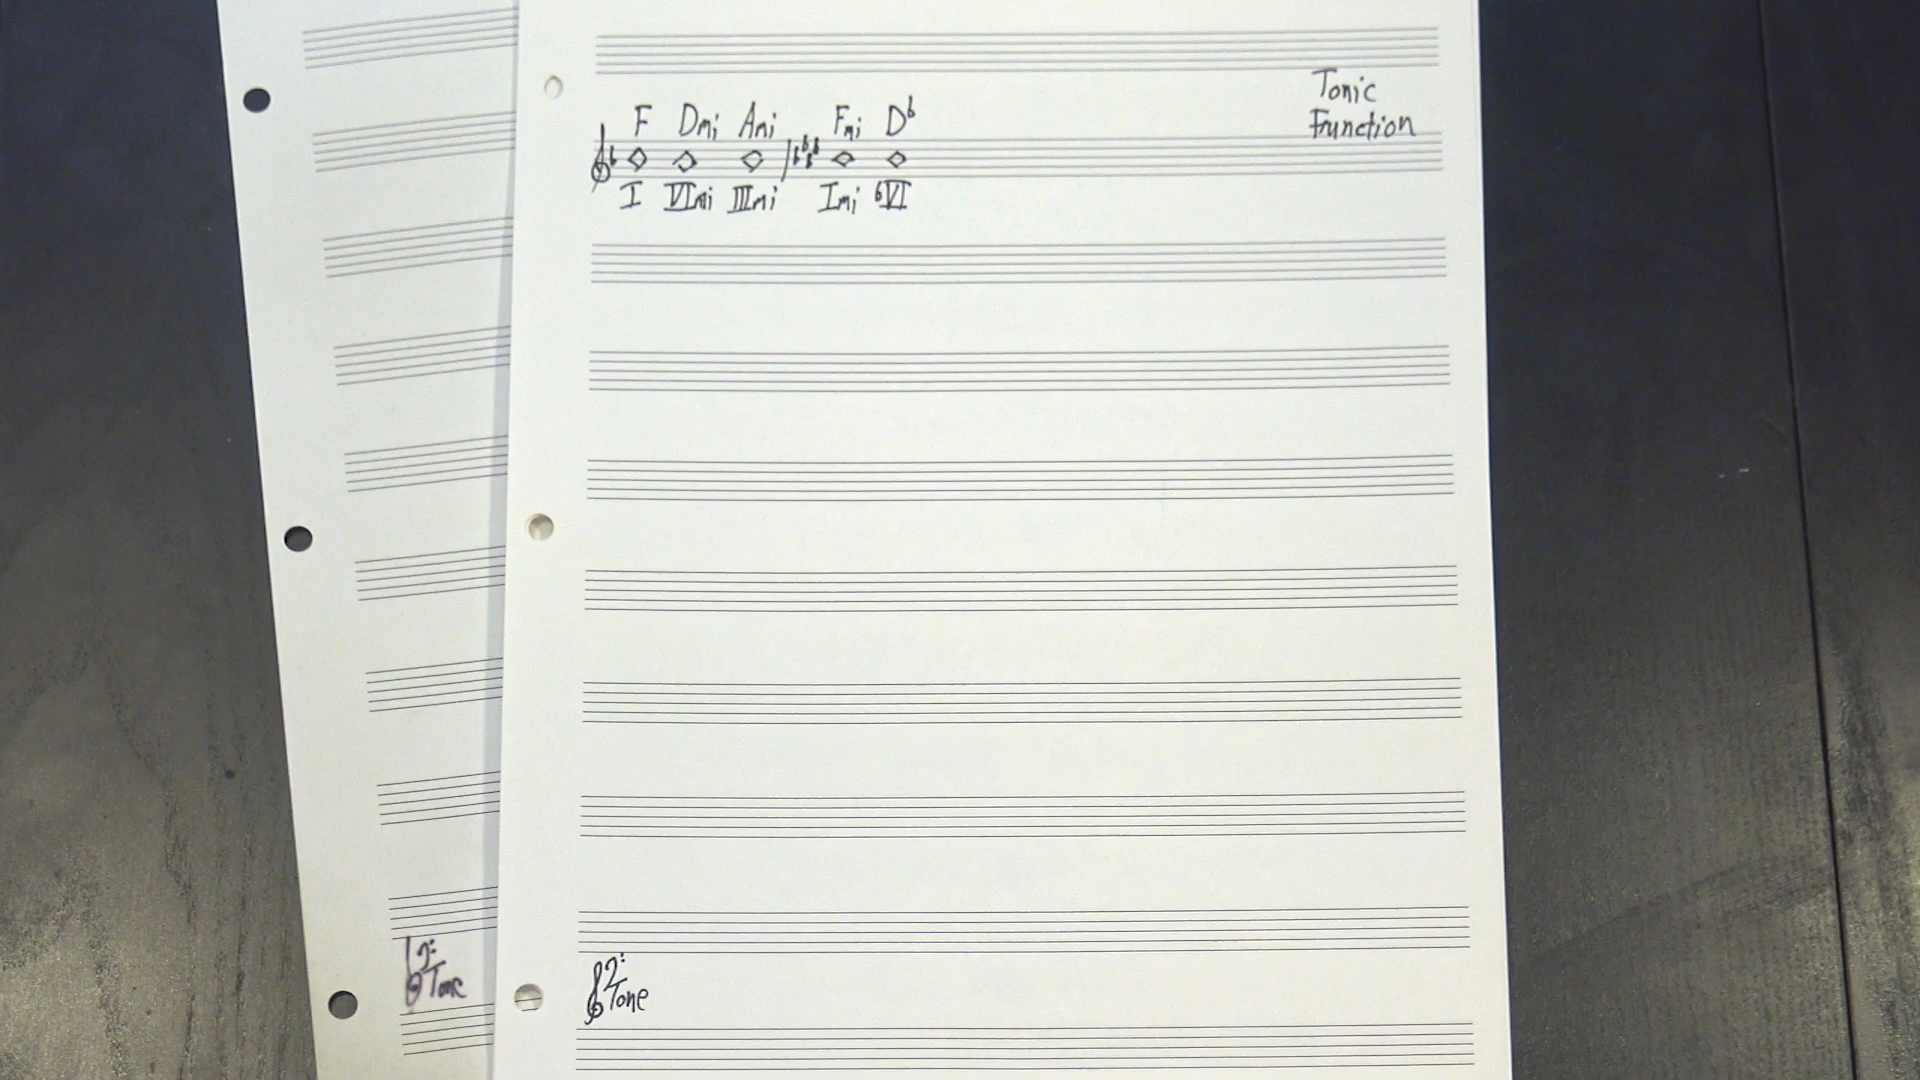 Tonic
Function
F Dmi Ami Fmi D♭
I VImi IIImi Imi ♭VI
Tone
Tone